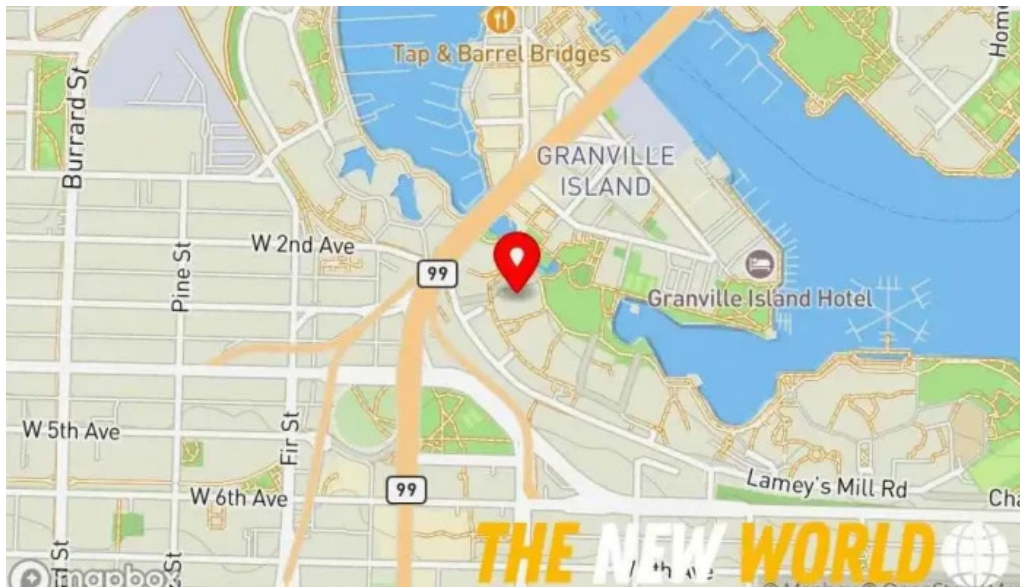 Tap & Barrel Bridges
Burrard St
GRANVILLE
ISLAND
W 2nd Ave
Pine St
99
Granville Island Hotel
Fir St
W 5th Ave
W 6th Ave
99
Lamey's Mill Rd
THE NEW WORLD
mapbox